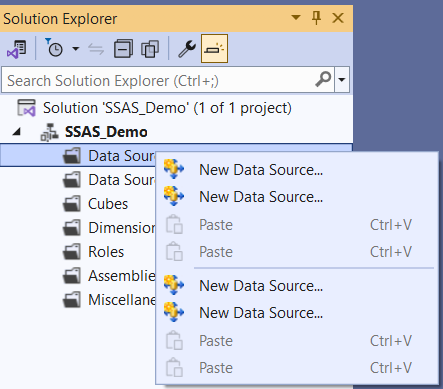 Solution Explorer
Search Solution Explorer (Ctrl+;)
Solution 'SSAS_Demo' (1 of 1 project)
SSAS_Demo
Data Sour
Data Sour
Cubes
Dimension
Roles
Assemblie
Miscellane
New Data Source...
New Data Source...
Paste Ctrl+V
Paste Ctrl+V
New Data Source...
New Data Source...
Paste Ctrl+V
Paste Ctrl+V